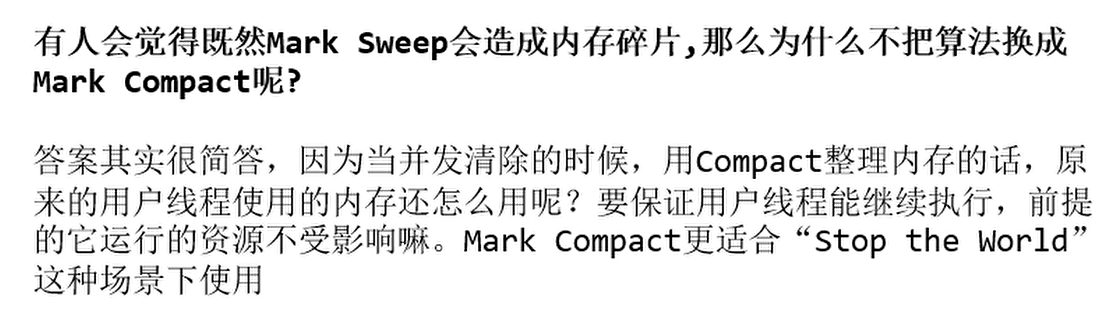 有人会觉得既然Mark Sweep会造成内存碎片,那么为什么不把算法换成
Mark Compact呢?
答案其实很简答，因为当并发清除的时候，用Compact整理内存的话，原
来的用户线程使用的内存还怎么用呢？要保证用户线程能继续执行，前提
的它运行的资源不受影响嘛。Mark Compact更适合“Stop the World”
这种场景下使用